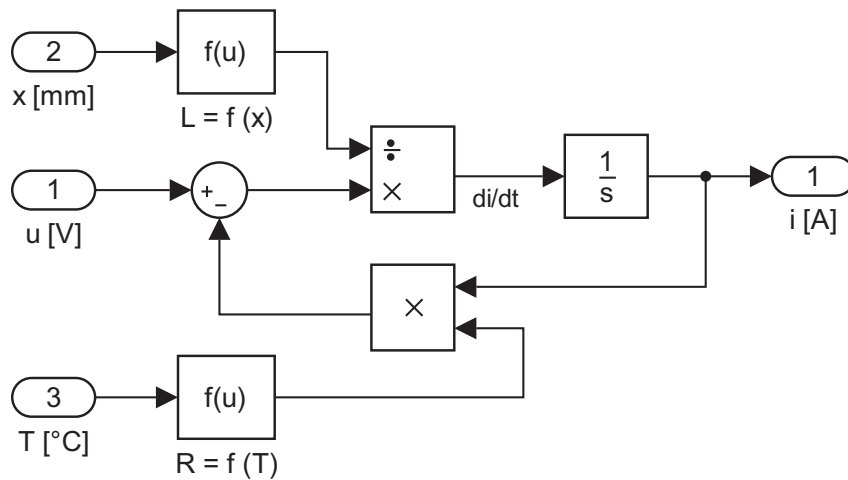 2
x [mm]
f(u)
L = f (x)
÷
×
1
u [V]
+
−
di/dt
1
s
1
i [A]
×
3
T [°C]
f(u)
R = f (T)